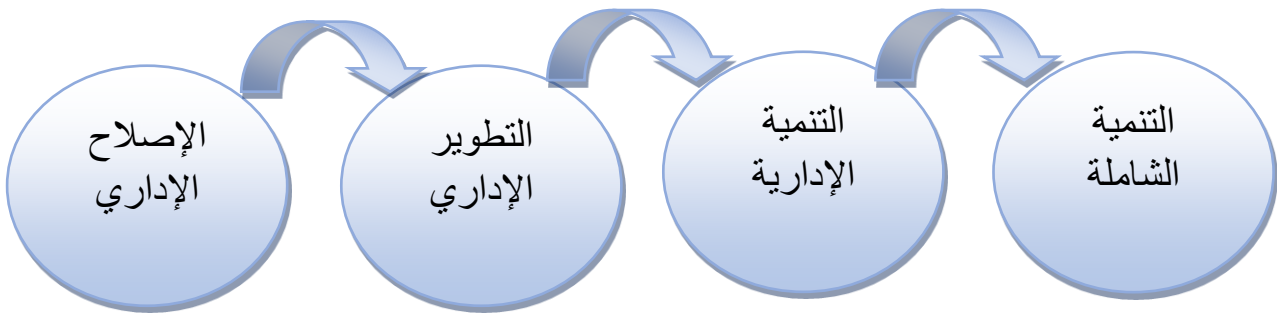 الإصلاح
الإداري
التطوير
الإداري
التنمية
الإدارية
التنمية
الشاملة